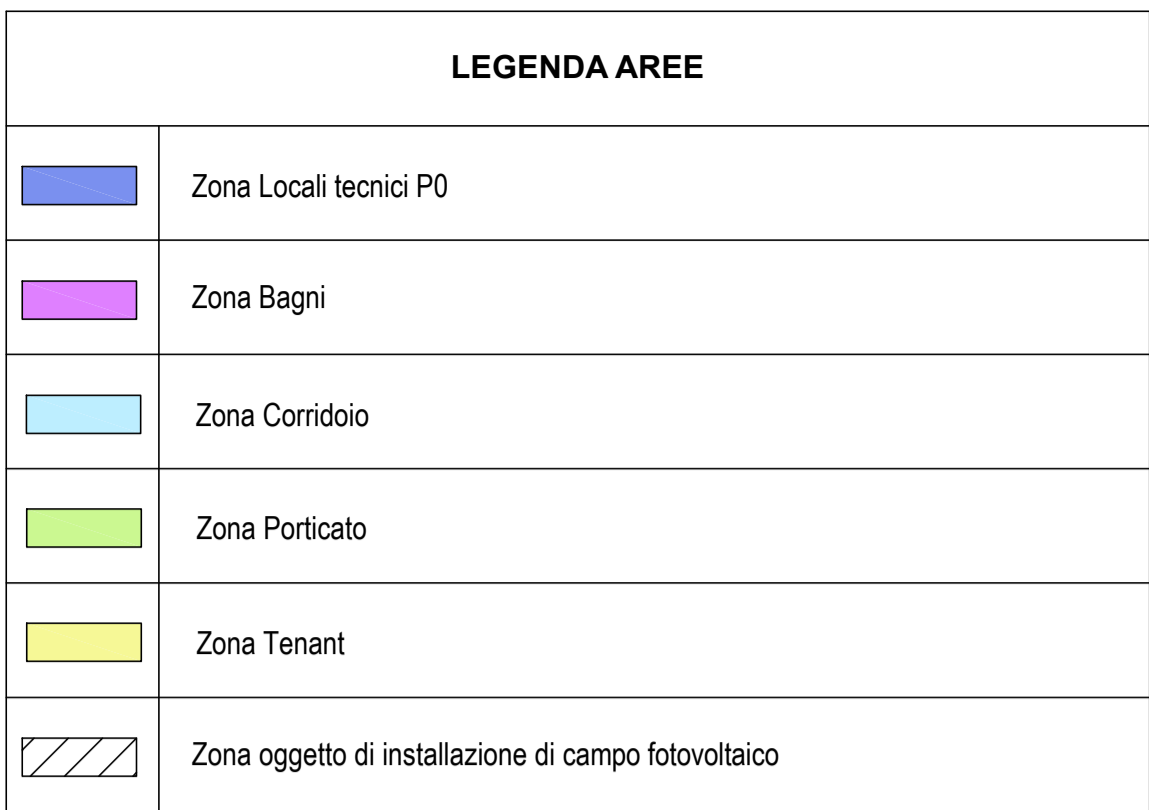 LEGENDA AREE
Zona Locali tecnici P0
Zona Bagni
Zona Corridoio
Zona Porticato
Zona Tenant
Zona oggetto di installazione di campo fotovoltaico